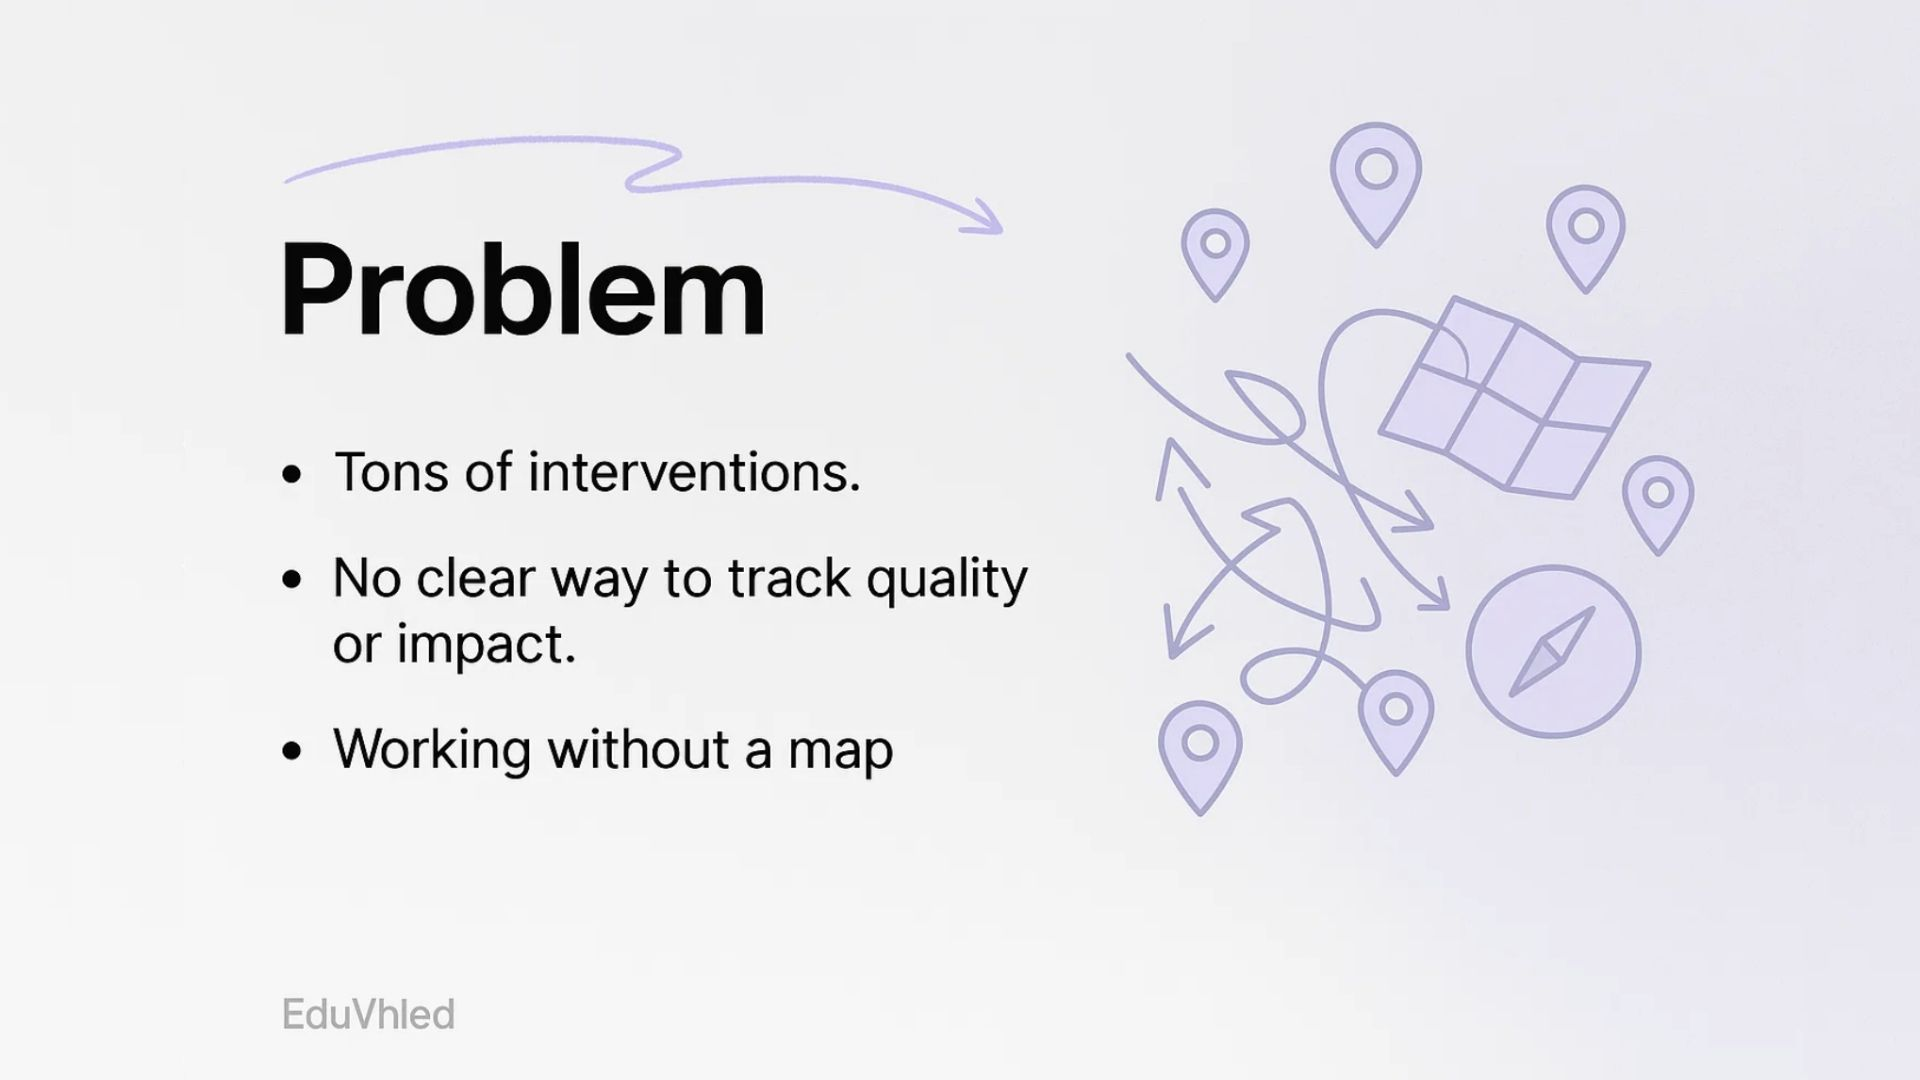 Problem
• Tons of interventions.
• No clear way to track quality
or impact.
• Working without a map
EduVhled